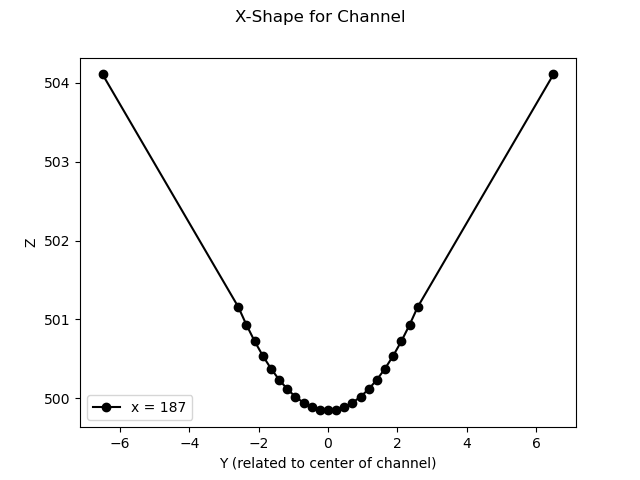 X-Shape for Channel
504
503
502
501
500
Z
x = 187
−6 −4 −2 0 2 4 6
Y (related to center of channel)